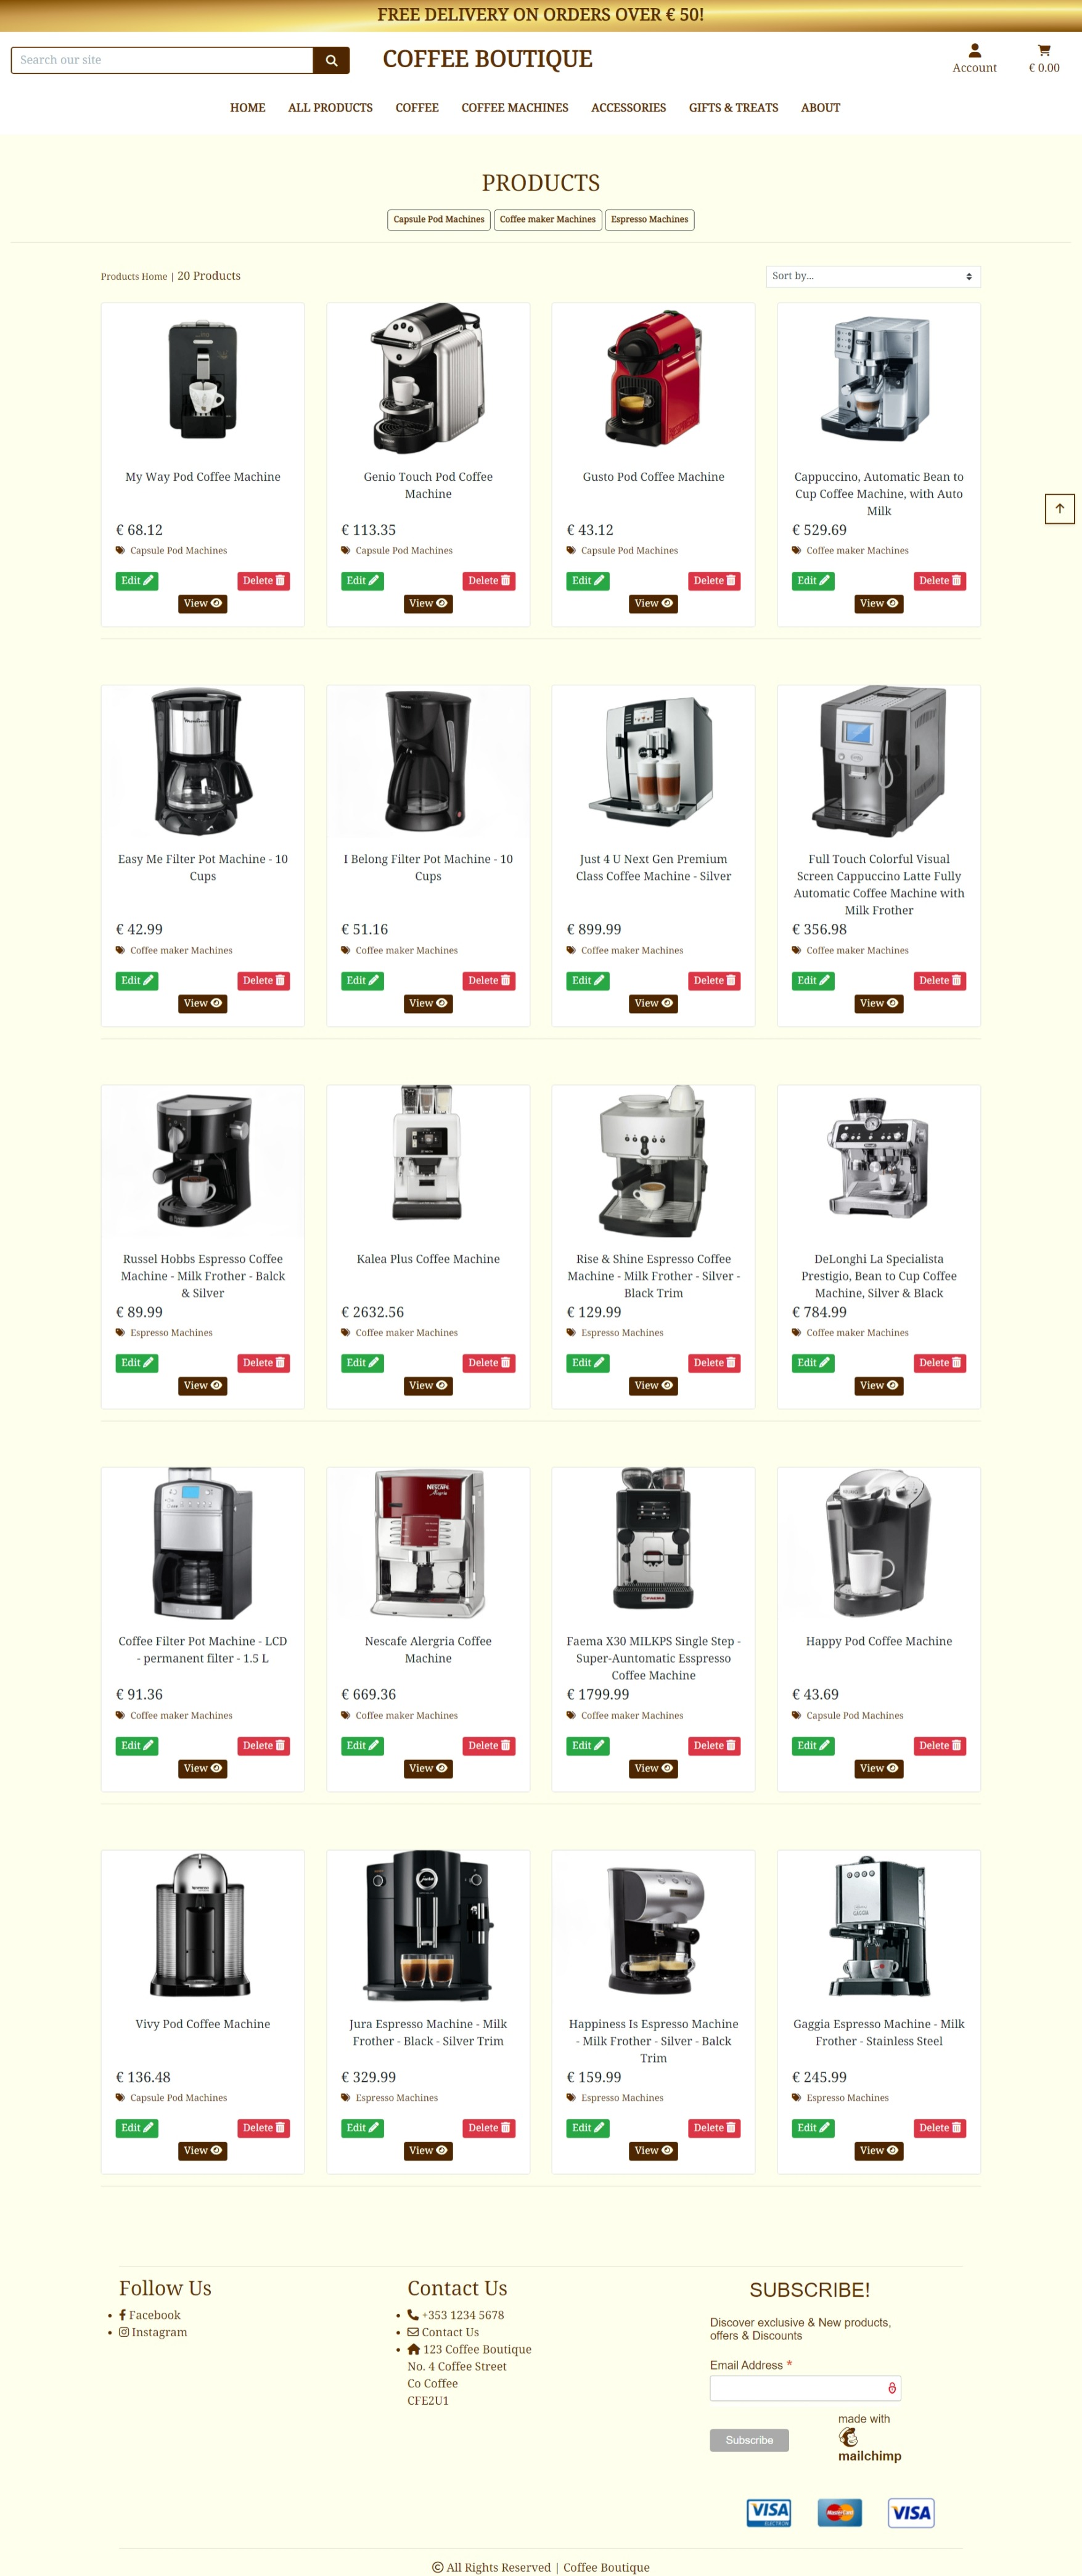 FREE DELIVERY ON ORDERS OVER € 50!
Search our site
COFFEE BOUTIQUE
Account
€ 0.00
HOME ALL PRODUCTS COFFEE COFFEE MACHINES ACCESSORIES GIFTS & TREATS ABOUT
PRODUCTS
Capsule Pod Machines Coffee maker Machines Espresso Machines
Products Home | 20 Products
Sort by...
My Way Pod Coffee Machine
€ 68.12
Capsule Pod Machines
Edit Delete
View
Genio Touch Pod Coffee
Machine
€ 113.35
Capsule Pod Machines
Edit Delete
View
Gusto Pod Coffee Machine
€ 43.12
Capsule Pod Machines
Edit Delete
View
Cappuccino, Automatic Bean to
Cup Coffee Machine, with Auto
Milk
€ 529.69
Coffee maker Machines
Edit Delete
View
Easy Me Filter Pot Machine - 10
Cups
€ 42.99
Coffee maker Machines
Edit Delete
View
I Belong Filter Pot Machine - 10
Cups
€ 51.16
Coffee maker Machines
Edit Delete
View
Just 4 U Next Gen Premium
Class Coffee Machine - Silver
€ 899.99
Coffee maker Machines
Edit Delete
View
Full Touch Colorful Visual
Screen Cappuccino Latte Fully
Automatic Coffee Machine with
Milk Frother
€ 356.98
Coffee maker Machines
Edit Delete
View
Russel Hobbs Espresso Coffee
Machine - Milk Frother - Balck
& Silver
€ 89.99
Espresso Machines
Edit Delete
View
Kalea Plus Coffee Machine
€ 2632.56
Coffee maker Machines
Edit Delete
View
Rise & Shine Espresso Coffee
Machine - Milk Frother - Silver -
Black Trim
€ 129.99
Espresso Machines
Edit Delete
View
DeLonghi La Specialista
Prestigio, Bean to Cup Coffee
Machine, Silver & Black
€ 784.99
Coffee maker Machines
Edit Delete
View
Coffee Filter Pot Machine - LCD
- permanent filter - 1.5 L
€ 91.36
Coffee maker Machines
Edit Delete
View
NESCAFÉ
Alegria
Nescafe Alergria Coffee
Machine
€ 669.36
Coffee maker Machines
Edit Delete
View
FAEMA
Faema X30 MILKPS Single Step -
Super-Auntomatic Esspresso
Coffee Machine
€ 1799.99
Coffee maker Machines
Edit Delete
View
Happy Pod Coffee Machine
€ 43.69
Capsule Pod Machines
Edit Delete
View
Vivy Pod Coffee Machine
€ 136.48
Capsule Pod Machines
Edit Delete
View
jura
Jura Espresso Machine - Milk
Frother - Black - Silver Trim
€ 329.99
Espresso Machines
Edit Delete
View
Happiness Is Espresso Machine
- Milk Frother - Silver - Balck
Trim
€ 159.99
Espresso Machines
Edit Delete
View
GAGGIA
Gaggia Espresso Machine - Milk
Frother - Stainless Steel
€ 245.99
Espresso Machines
Edit Delete
View
Follow Us
Facebook
Instagram
Contact Us
+353 1234 5678
Contact Us
123 Coffee Boutique
No. 4 Coffee Street
Co Coffee
CFE2U1
SUBSCRIBE!
Discover exclusive & New products,
offers & Discounts
Email Address *
Subscribe
made with
mailchimp
VISA
ELECTRON
MasterCard
VISA
© All Rights Reserved | Coffee Boutique